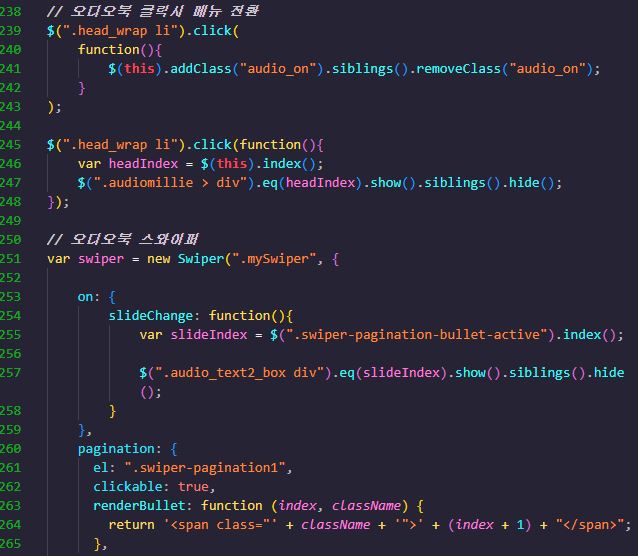 238 // 오디오북 클릭시 메뉴 전환
239 $(".head_wrap li").click(
240 function(){
241 $(this).addClass("audio_on").siblings().removeClass("audio_on");
242 }
243 );
244
245 $(".head_wrap li").click(function(){
246 var headIndex = $(this).index();
247 $(".audiomillie > div").eq(headIndex).show().siblings().hide();
248 });
249
250 // 오디오북 스와이퍼
251 var swiper = new Swiper(".mySwiper", {
252
253 on: {
254 slideChange: function(){
255 var slideIndex = $(".swiper-pagination-bullet-active").index();
256
257 $(".audio_text2_box div").eq(slideIndex).show().siblings().hide
();
258 }
259 },
260 pagination: {
261 el: ".swiper-pagination1",
262 clickable: true,
263 renderBullet: function (index, className) {
264 return '<span class="' + className + '">' + (index + 1) + "</span>";
265 },